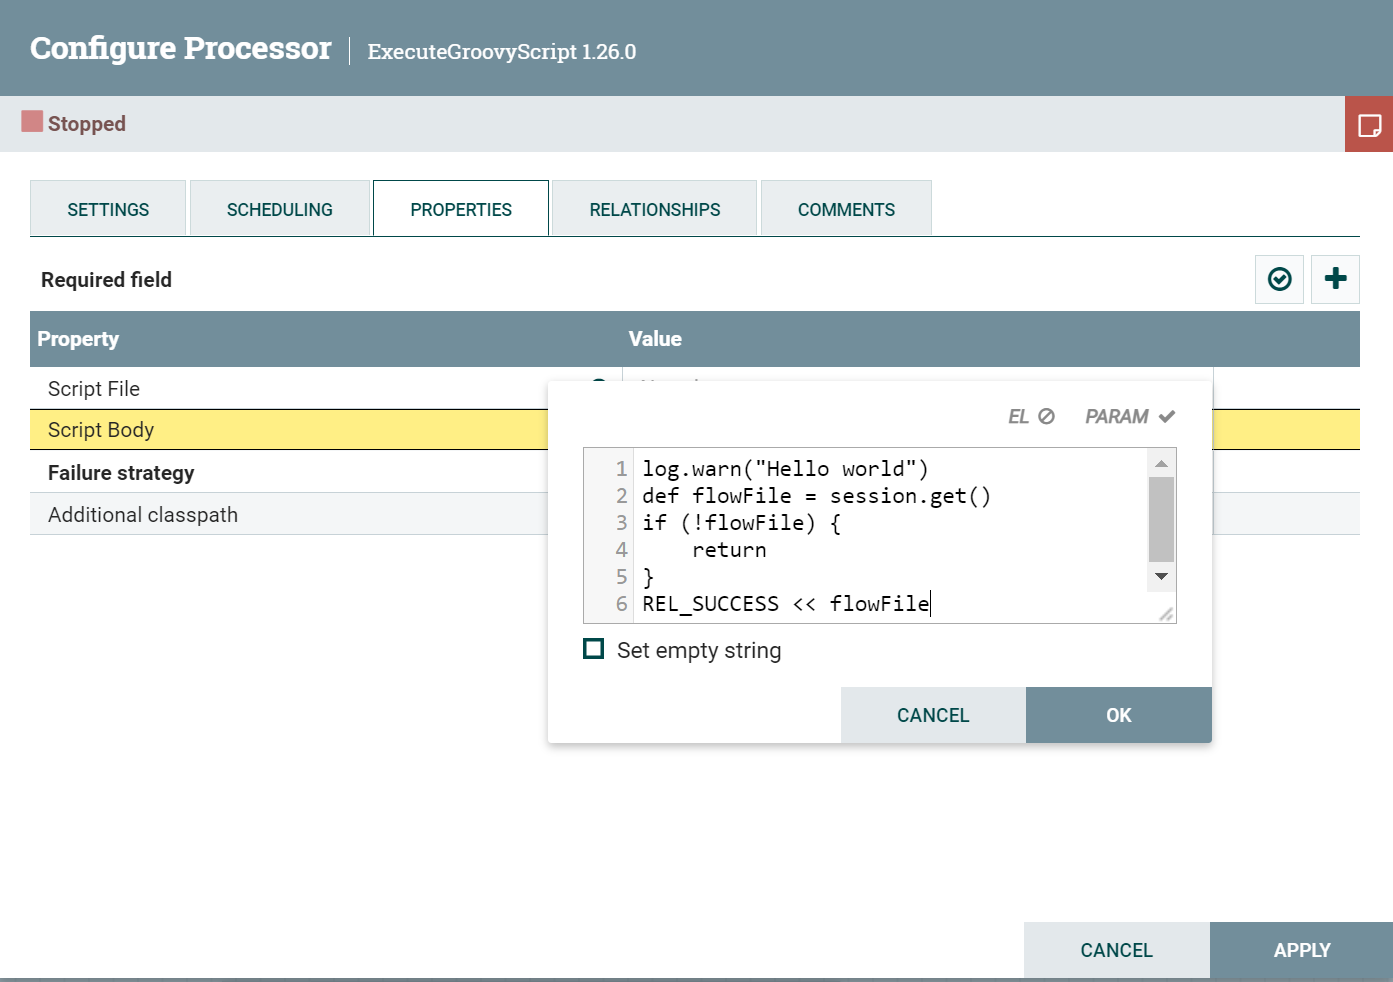 Configure Processor | ExecuteGroovyScript 1.26.0
Stopped
SETTINGS SCHEDULING PROPERTIES RELATIONSHIPS COMMENTS
Required field
Property Value
Script File
Script Body
Failure strategy
Additional classpath
EL PARAM
1 log.warn("Hello world")
2 def flowFile = session.get()
3 if (!flowFile) {
4     return
5 }
6 REL_SUCCESS << flowFile
Set empty string
CANCEL OK
CANCEL APPLY